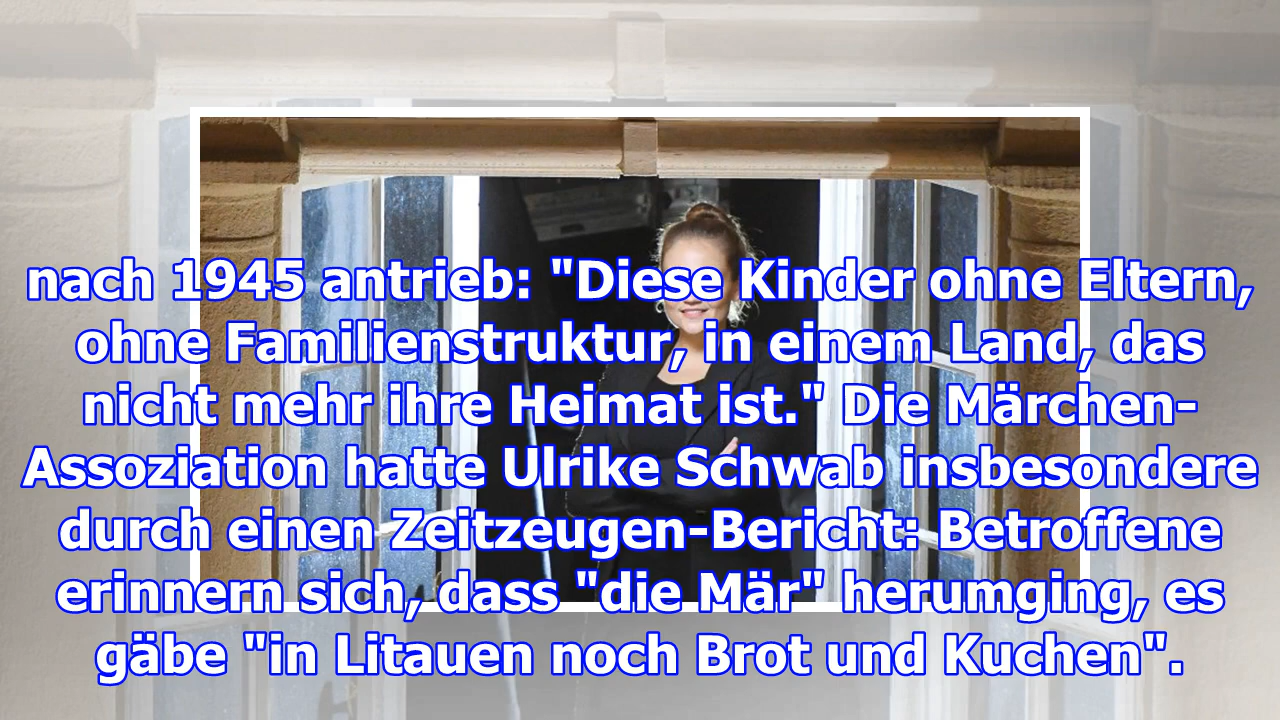 nach 1945 antrieb: "Diese Kinder ohne Eltern,
ohne Familienstruktur, in einem Land, das
nicht mehr ihre Heimat ist." Die Märchen-
Assoziation hatte Ulrike Schwab insbesondere
durch einen Zeitzeugen-Bericht: Betroffene
erinnern sich, dass "die Mär" herumging, es
gäbe "in Litauen noch Brot und Kuchen".